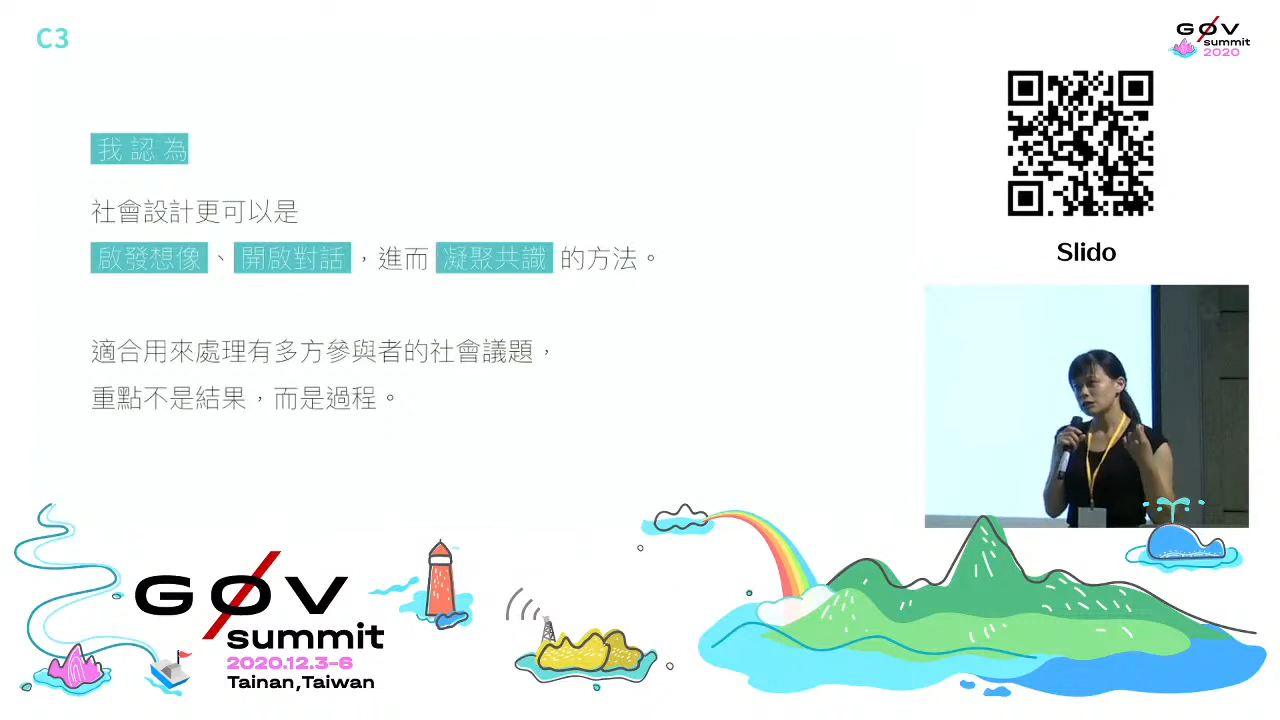 C3
GØV
summit
2020
我認為
社會設計更可以是
啟發想像、開啟對話，進而 凝聚共識 的方法。
適合用來處理有多方參與者的社會議題，
重點不是結果，而是過程。
Slido
GØV
summit
2020.12.3-6
Tainan,Taiwan